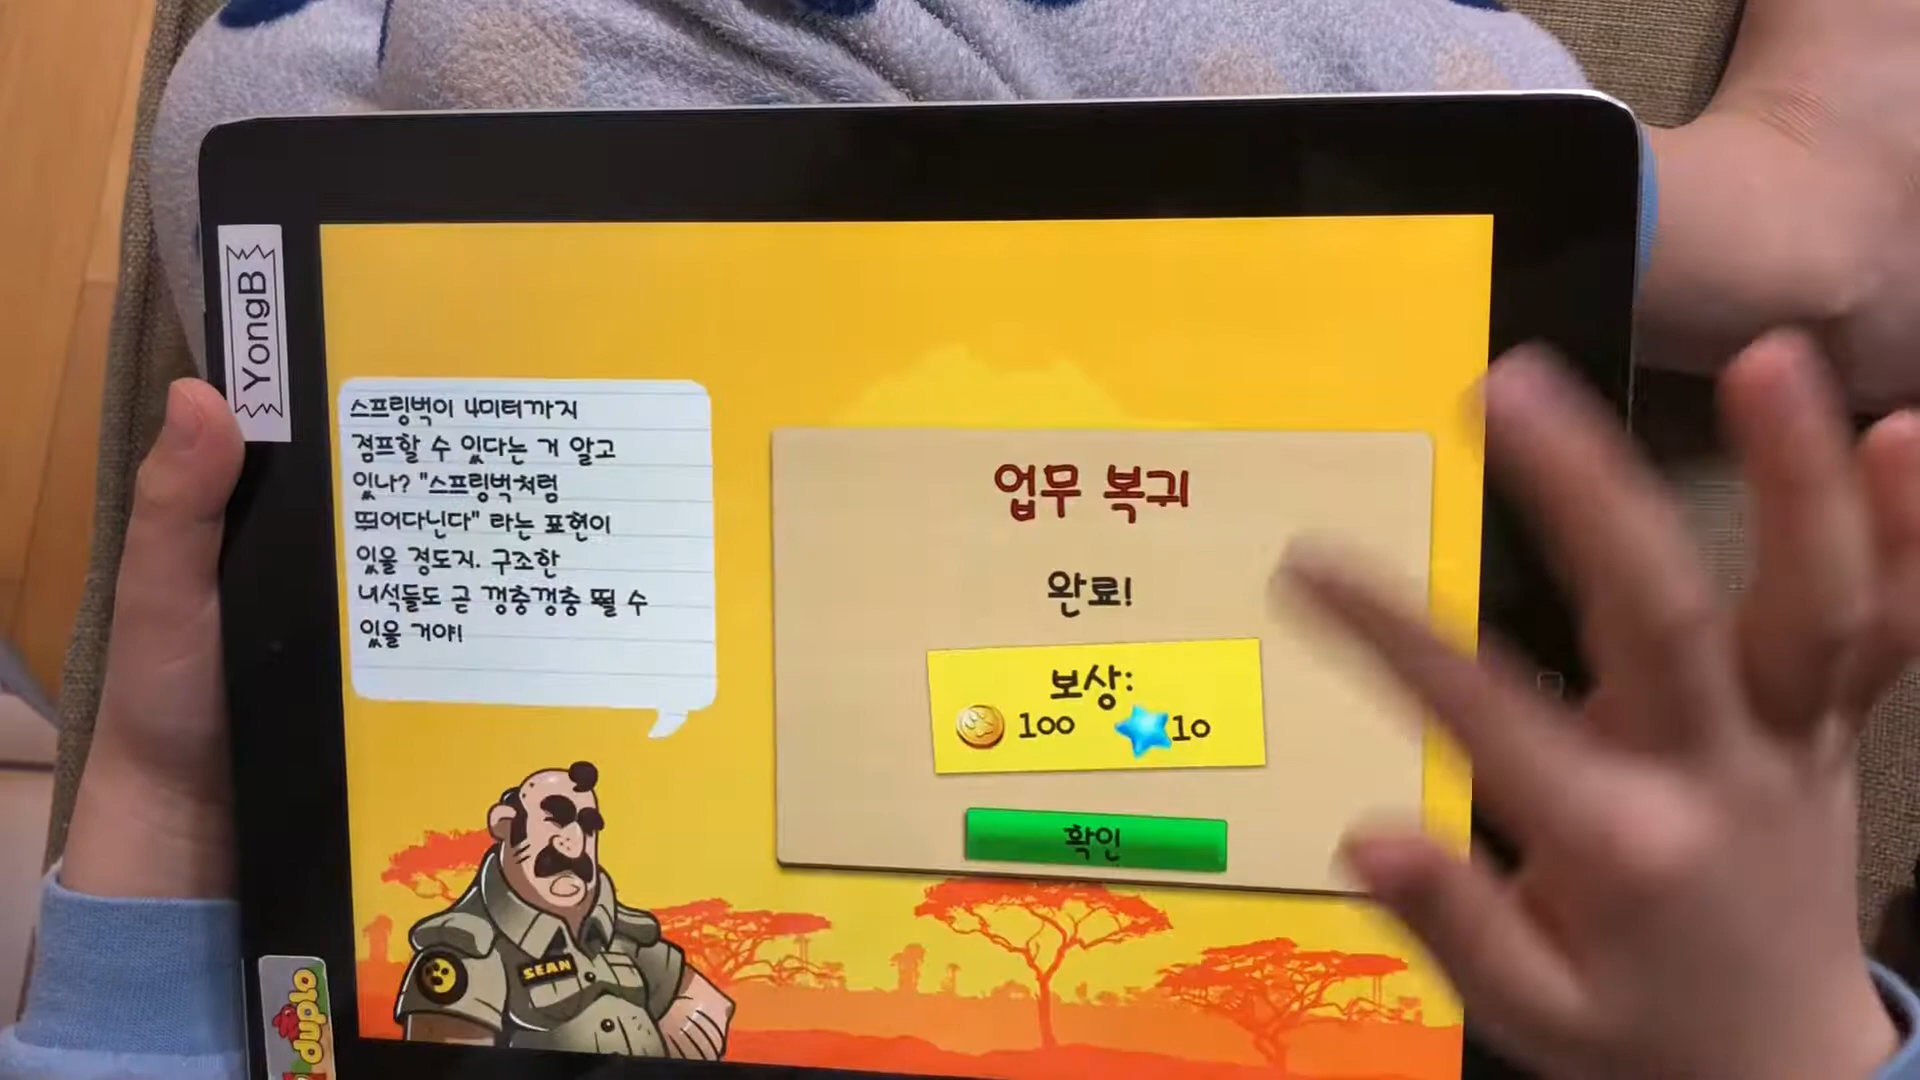 YongB
스프링벅이 4미터까지
점프할 수 있다는 거 알고
있나? "스프링벅처럼
뛰어다닌다" 라는 표현이
있을 경도지. 구조한
녀석들도 곧 껑충껑충 뛸 수
있을 거야!
업무 복귀
완료!
보상:
100 10
확인
SEAN
duplo